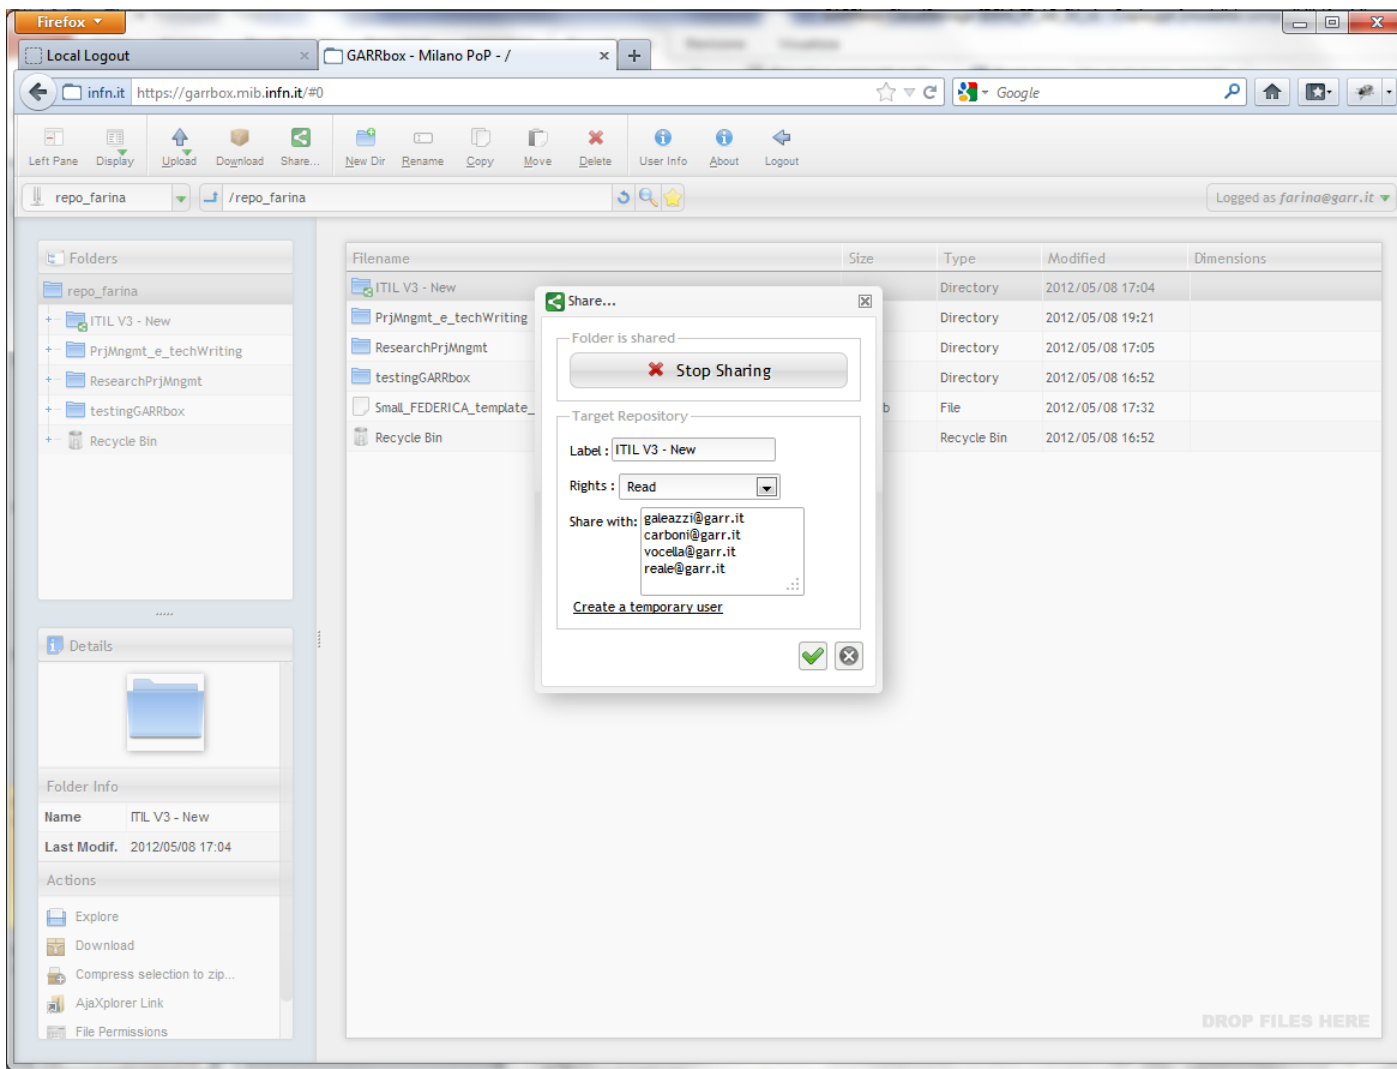 Firefox
Local Logout
GARRbox - Milano PoP - /
infn.it https://garrbox.mib.infn.it/#0
Google
Left Pane Display Upload Download Share... New Dir Rename Copy Move Delete User Info About Logout
repo_farina
/repo_farina
Logged as farina@garr.it
Folders
repo_farina
ITIL V3 - New
PrjMngmt_e_techWriting
ResearchPrjMngmt
testingGARRbox
Recycle Bin
Details
Folder Info
Name ITIL V3 - New
Last Modif. 2012/05/08 17:04
Actions
Explore
Download
Compress selection to zip...
AjaXplorer Link
File Permissions
Filename Size Type Modified Dimensions
ITIL V3 - New Directory 2012/05/08 17:04
PrjMngmt_e_techWriting Directory 2012/05/08 19:21
ResearchPrjMngmt Directory 2012/05/08 17:05
testingGARRbox Directory 2012/05/08 16:52
Small_FEDERICA_template_ b File 2012/05/08 17:32
Recycle Bin Recycle Bin 2012/05/08 16:52
Share...
Folder is shared
Stop Sharing
Target Repository
Label : ITIL V3 - New
Rights : Read
Share with: galeazzi@garr.it
carboni@garr.it
vocella@garr.it
reale@garr.it
Create a temporary user
DROP FILES HERE